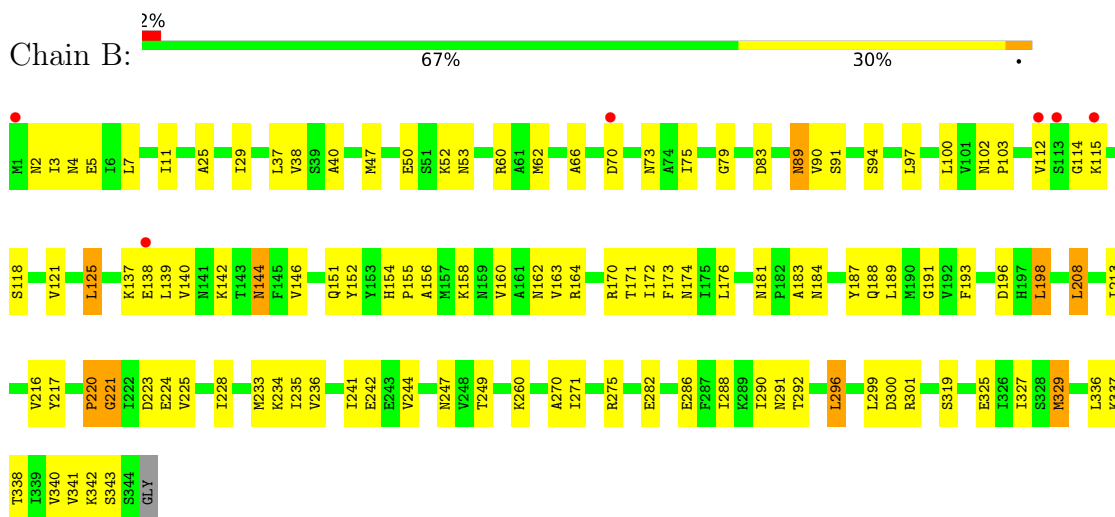 2%
Chain B:
67% 30% •
M1 N2 I3 N4 E5 I6 L7 I11 A25 I29 L37 V38 S39 A40 M47 E50 S51 K52 N53 R60 A61 M62 A66 D70 N73 A74 I75 G79 D83 N89 V90 S91 S94 L97 L100 V101 N102 P103 V112 S113 G114 K115
S118 V121 L125 K137 E138 L139 V140 N141 K142 T143 N144 F145 V146 Q151 Y152 Y153 H154 P155 A156 M157 K158 N159 V160 A161 N162 V163 R164 R170 T171 I172 F173 N174 I175 L176 N181 P182 A183 N184 Y187 Q188 L189 M190 G191 V192 F193 D196 H197 L198 L208 I213
V216 Y217 P220 G221 I222 D223 E224 V225 I228 M233 K234 I235 V236 I241 E242 E243 V244 N247 V248 T249 K260 A270 I271 R275 E282 E286 F287 I288 K289 I290 N291 T292 L296 L299 D300 R301 S319 E325 I326 I327 S328 M329 L336 K337
T338 I339 V340 V341 K342 S343 S344 GLY